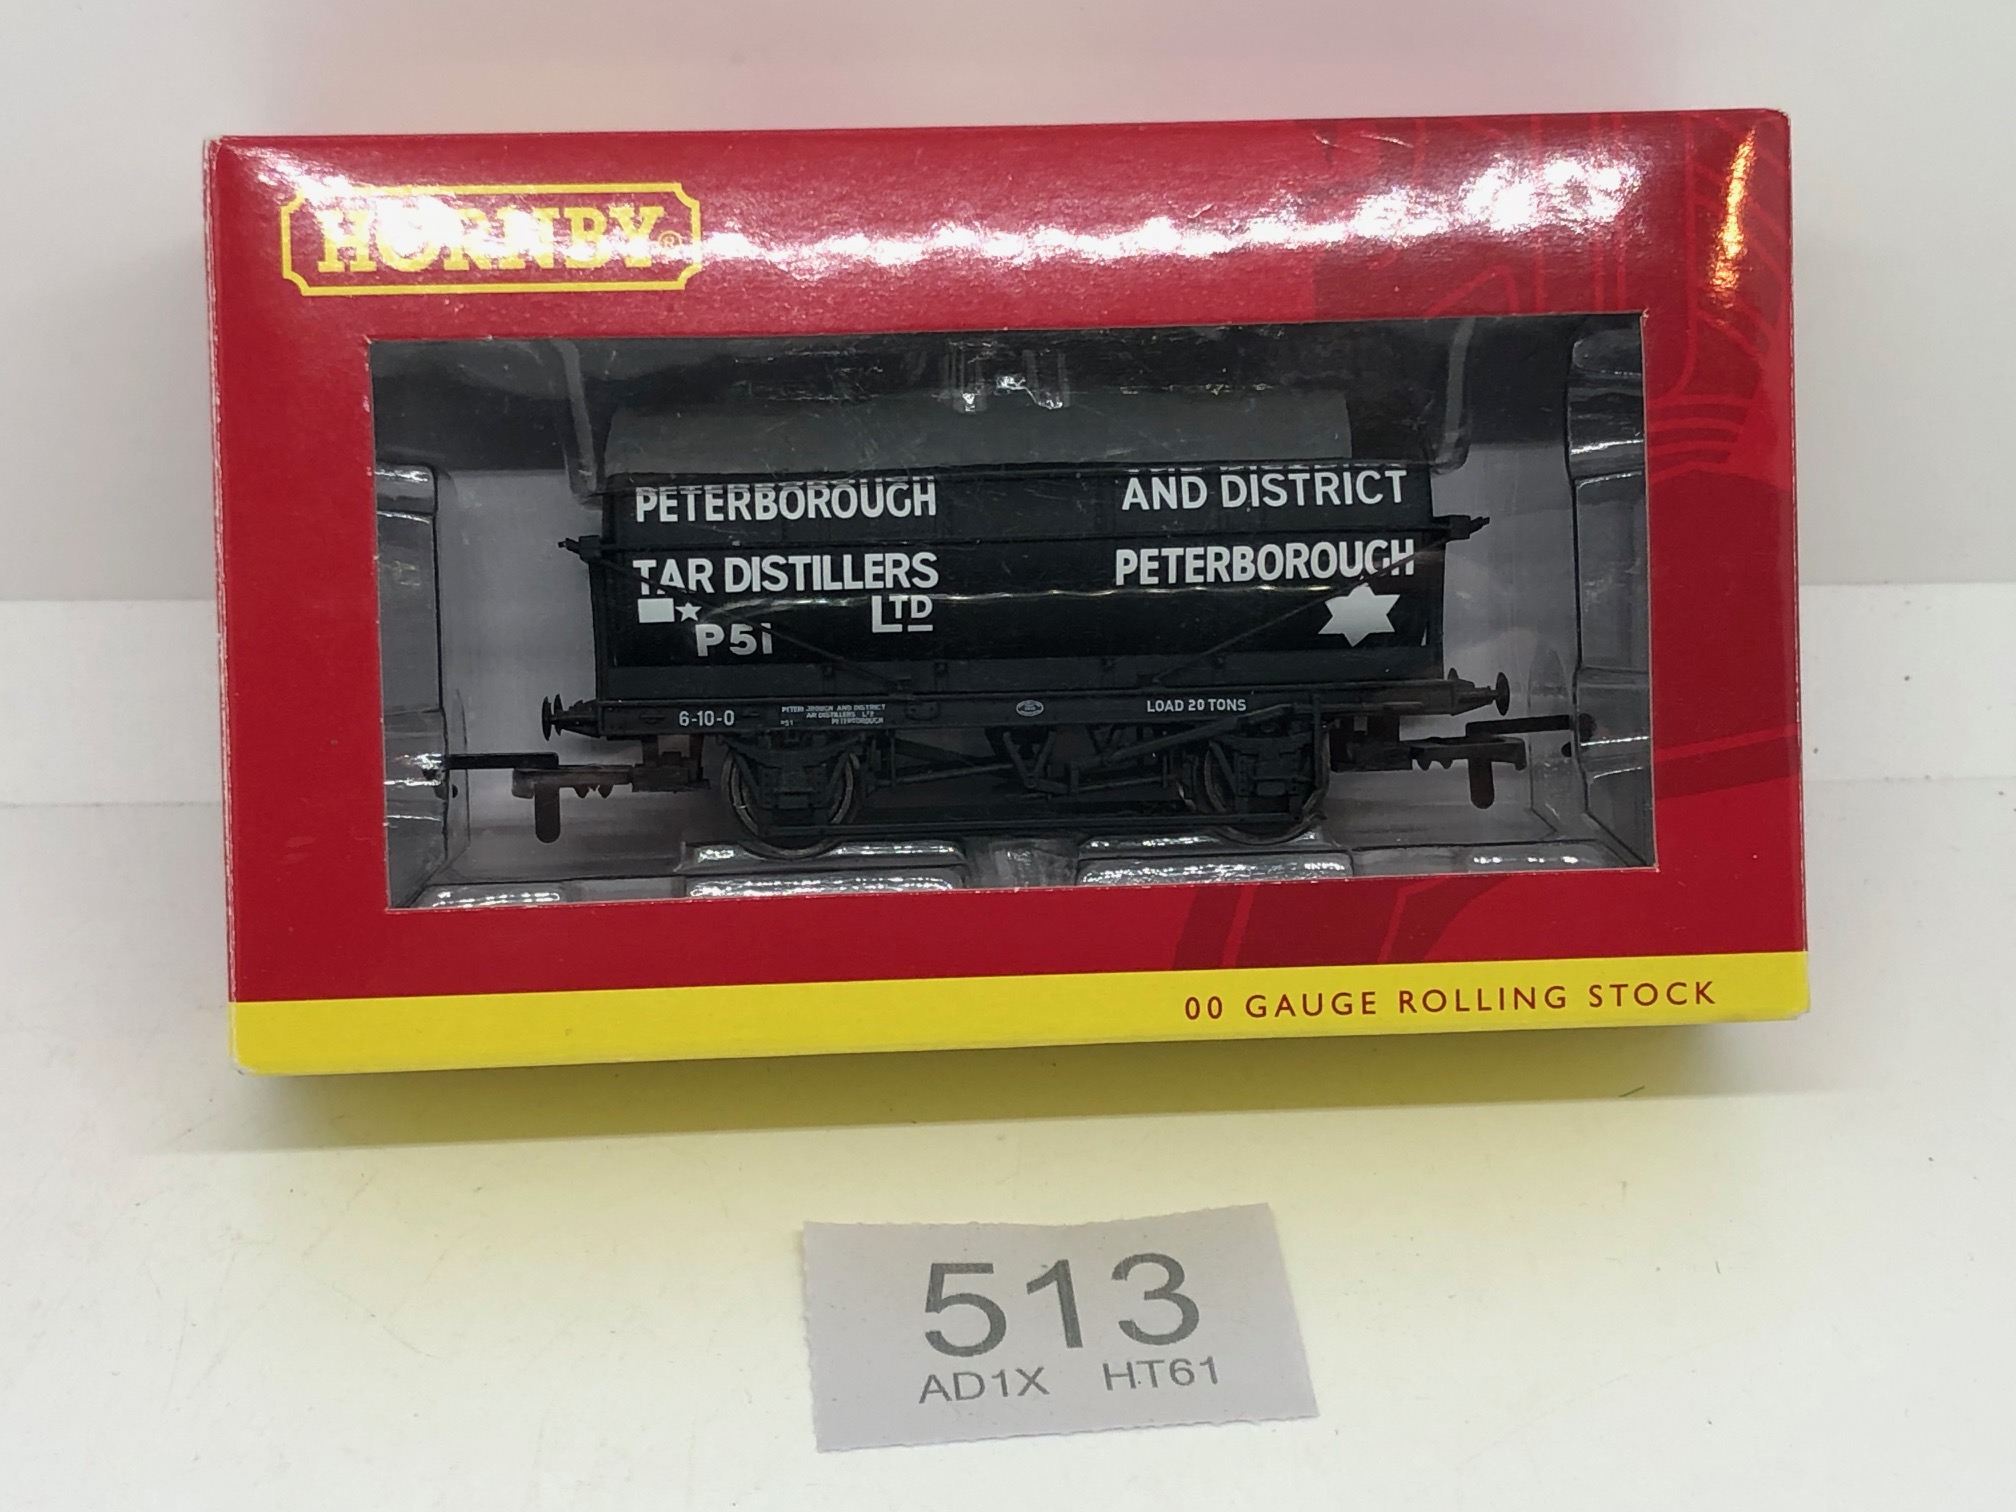 HORNBY®
PETERBOROUGH AND DISTRICT
TAR DISTILLERS PETERBOROUGH
LTD
P51
6-10-0
LOAD 20 TONS
00 GAUGE ROLLING STOCK
513
AD1X HT61